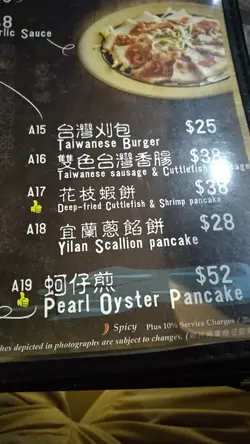 8
rlic Sauce
A15 台灣刈包 $25
Taiwanese Burger
A16 雙色台灣香腸 $38
Taiwanese sausage & Cuttlefish
A17 花枝蝦餅 $38
Deep-fried Cuttlefish & Shrimp pancake
A18 宜蘭蔥餡餅 $28
Yilan Scallion pancake
A19 蚵仔煎 $52
Pearl Oyster Pancake
Spicy Plus 10% Service Charges /
hes depicted in photographs are subject to changes.